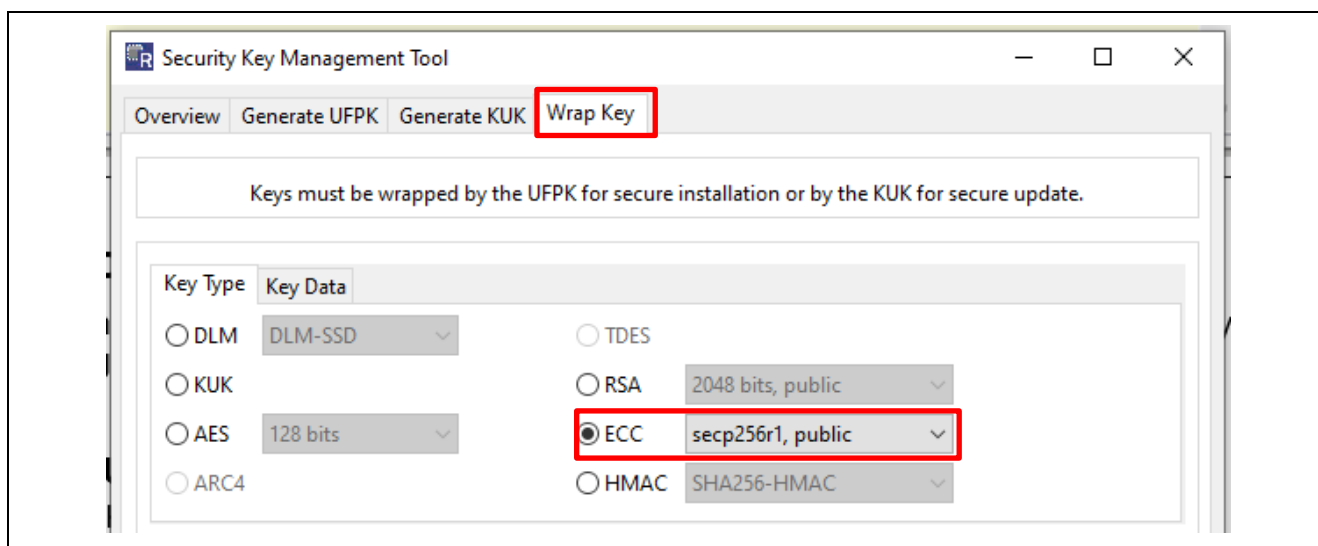 Security Key Management Tool
Overview Generate UFPK Generate KUK Wrap Key
Keys must be wrapped by the UFPK for secure installation or by the KUK for secure update.
Key Type Key Data
DLM DLM-SSD TDES
KUK RSA 2048 bits, public
AES 128 bits ECC secp256r1, public
ARC4 HMAC SHA256-HMAC